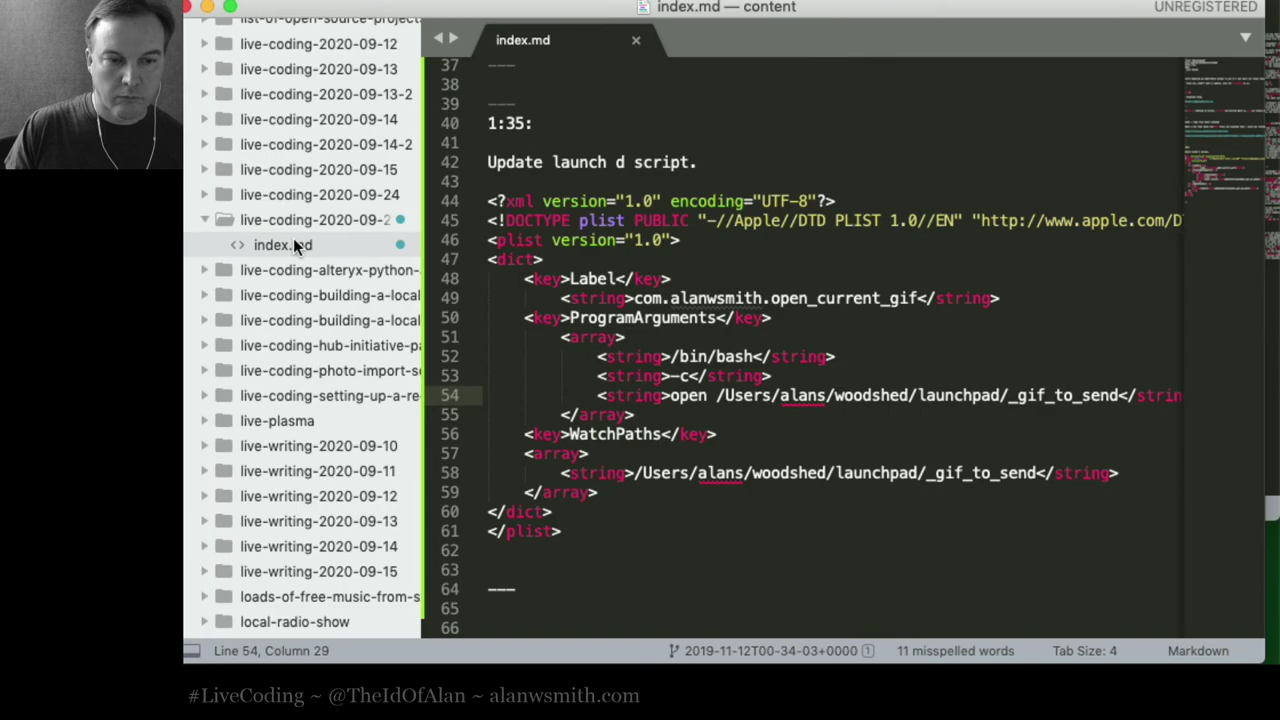 index.md — content
UNREGISTERED
list-of-open-source-project
live-coding-2020-09-12
live-coding-2020-09-13
live-coding-2020-09-13-2
live-coding-2020-09-14
live-coding-2020-09-14-2
live-coding-2020-09-15
live-coding-2020-09-24
live-coding-2020-09-2
<> index.md
live-coding-alteryx-python-
live-coding-building-a-local
live-coding-building-a-local
live-coding-hub-initiative-pa
live-coding-photo-import-sc
live-coding-setting-up-a-re
live-plasma
live-writing-2020-09-10
live-writing-2020-09-11
live-writing-2020-09-12
live-writing-2020-09-13
live-writing-2020-09-14
live-writing-2020-09-15
loads-of-free-music-from-s
local-radio-show
index.md
37 ---
38
39 ---
40 1:35:
41
42 Update launch d script.
43
44 <?xml version="1.0" encoding="UTF-8"?>
45 <!DOCTYPE plist PUBLIC "-//Apple//DTD PLIST 1.0//EN" "http://www.apple.com/D
46 <plist version="1.0">
47 <dict>
48 <key>Label</key>
49 <string>com.alanwsmith.open_current_gif</string>
50 <key>ProgramArguments</key>
51 <array>
52 <string>/bin/bash</string>
53 <string>-c</string>
54 <string>open /Users/alans/woodshed/launchpad/_gif_to_send</strin
55 </array>
56 <key>WatchPaths</key>
57 <array>
58 <string>/Users/alans/woodshed/launchpad/_gif_to_send</string>
59 </array>
60 </dict>
61 </plist>
62
63
64 ---
65
66
Line 54, Column 29
2019-11-12T00-34-03+0000 1
11 misspelled words
Tab Size: 4
Markdown
#LiveCoding ~ @TheIdOfAlan ~ alanwsmith.com